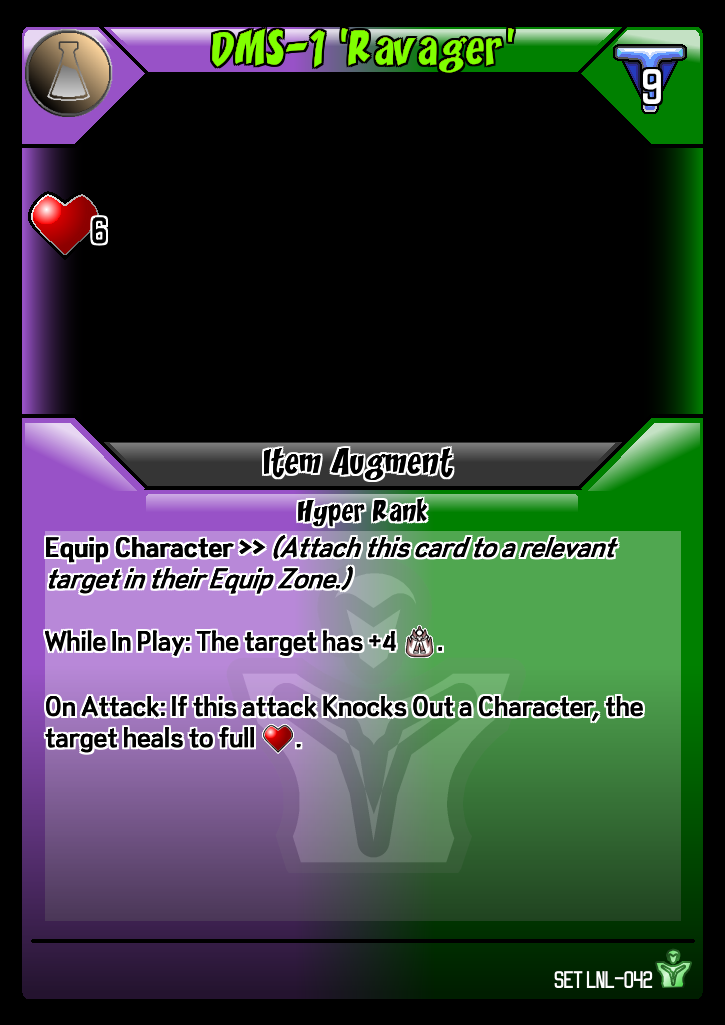 DMS-1 'Ravager'
9
6
Item Augment
Hyper Rank
Equip Character >> (Attach this card to a relevant
target in their Equip Zone.)
While In Play: The target has +4 .
On Attack: If this attack Knocks Out a Character, the
target heals to full .
SET LNL-042